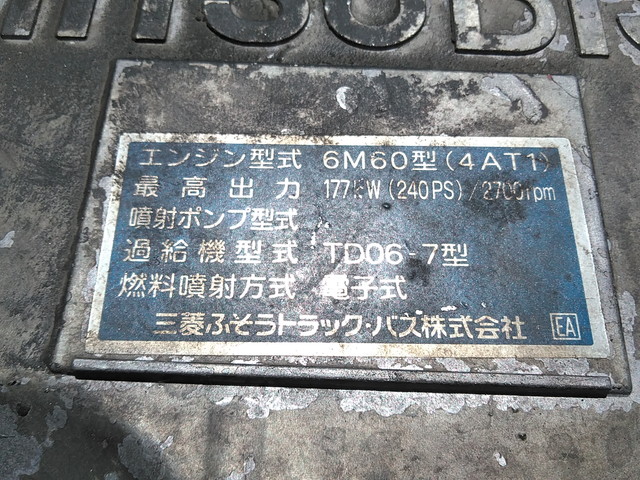 MITSUBIS
エンジン型式 6M60型(4AT1)
最高出力 177kW(240PS)/2700rpm
噴射ポンプ型式
過給機型式 TD06-7型
燃料噴射方式 電子式
三菱ふそうトラック・バス株式会社 EA